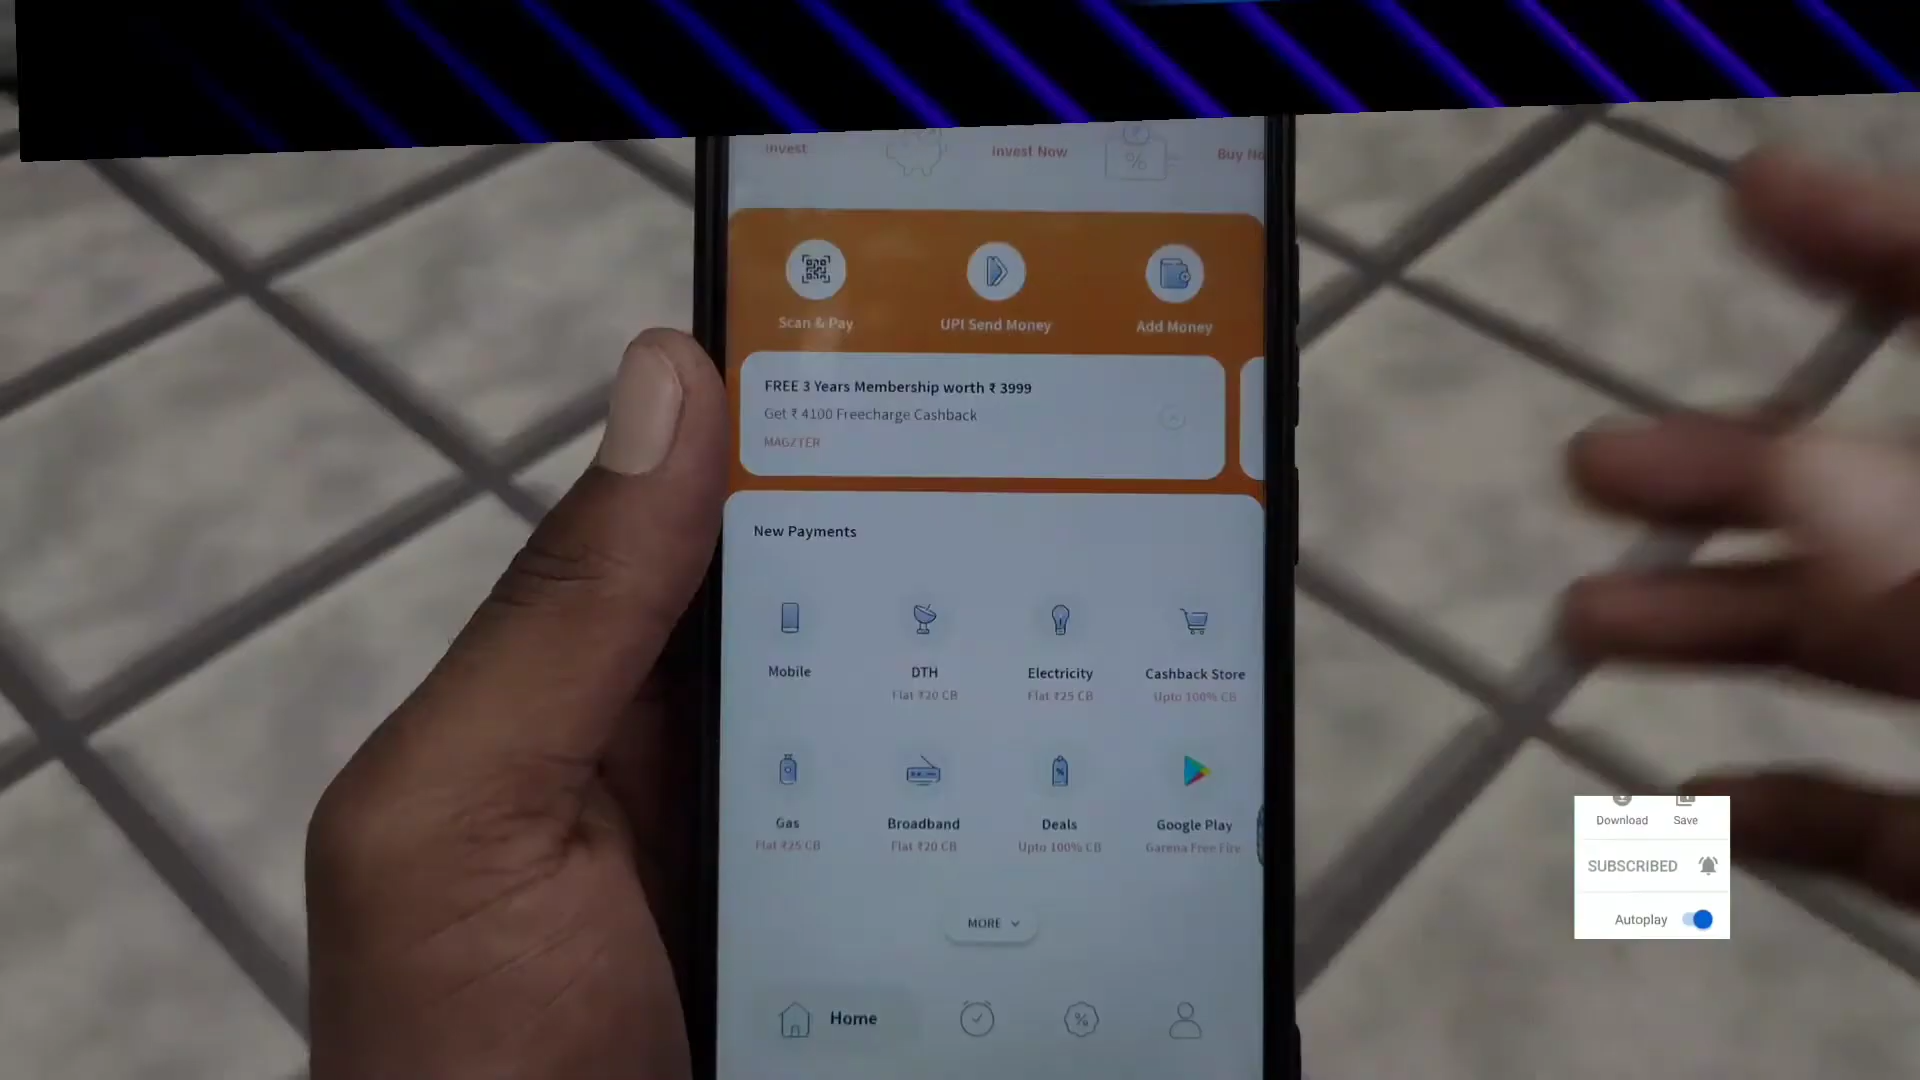 Invest
Invest Now
Scan & Pay
UPI Send Money
Add Money
FREE 3 Years Membership worth ₹ 3999
Get ₹ 4100 Freecharge Cashback
MAGZTER
New Payments
Mobile
DTH
Electricity
Cashback Store
Flat ₹20 CB
Flat ₹25 CB
Upto 100% CB
Gas
Broadband
Deals
Google Play
Flat ₹25 CB
Flat ₹20 CB
Upto 100% CB
Garena Free Fire
MORE
Home
Download
Save
SUBSCRIBED
Autoplay